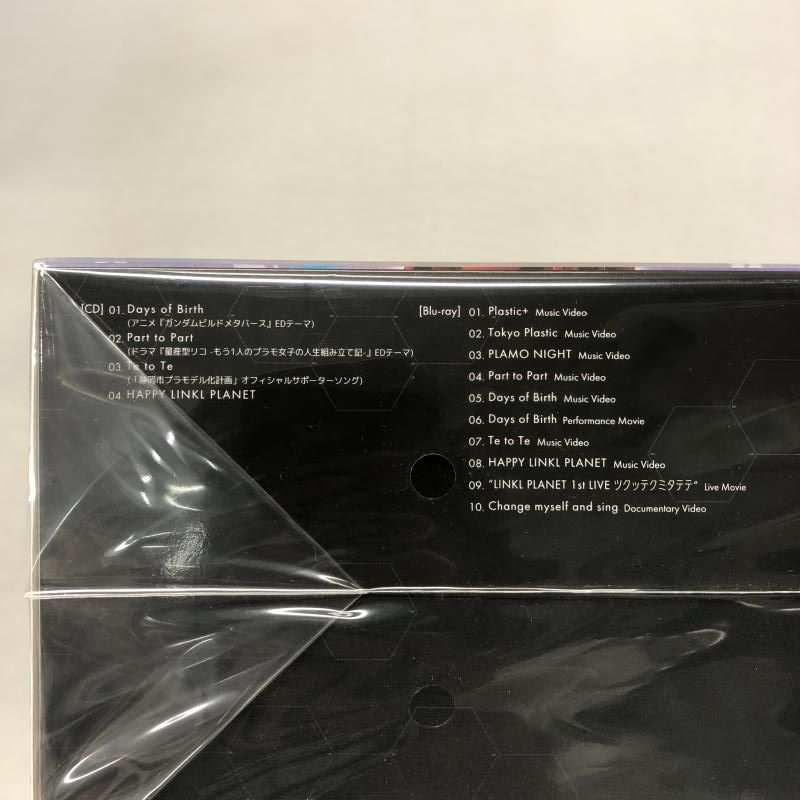 [CD] 01. Days of Birth
(アニメ『ガンダムビルドメタバース』EDテーマ)
02. Part to Part
(ドラマ『量産型リコ -もう1人のプラモ女子の人生組み立て記-』EDテーマ)
03. Te to Te
(「静岡市プラモデル化計画」オフィシャルサポーターソング)
04. HAPPY LINKL PLANET
[Blu-ray] 01. Plastic+ Music Video
02. Tokyo Plastic Music Video
03. PLAMO NIGHT Music Video
04. Part to Part Music Video
05. Days of Birth Music Video
06. Days of Birth Performance Movie
07. Te to Te Music Video
08. HAPPY LINKL PLANET Music Video
09. "LINKL PLANET 1st LIVE ツクッテクミタテテ" Live Movie
10. Change myself and sing Documentary Video